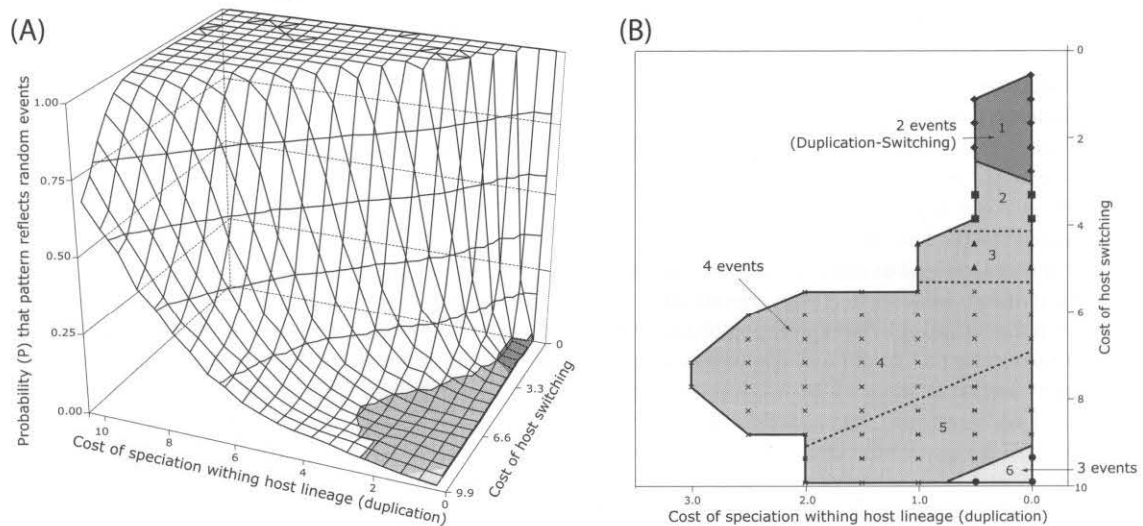 (A)
Probability (P) that pattern reflects random events
1.00
0.75
0.50
0.25
0.00
10
8
6
4
2
0
Cost of speciation withing host lineage (duplication)
0
3.3
6.6
9.9
Cost of host switching
(B)
2 events
(Duplication-Switching)
4 events
3 events
1
2
3
4
5
6
0
2
4
6
8
10
Cost of host switching
3.0
2.0
1.0
0.0
Cost of speciation withing host lineage (duplication)